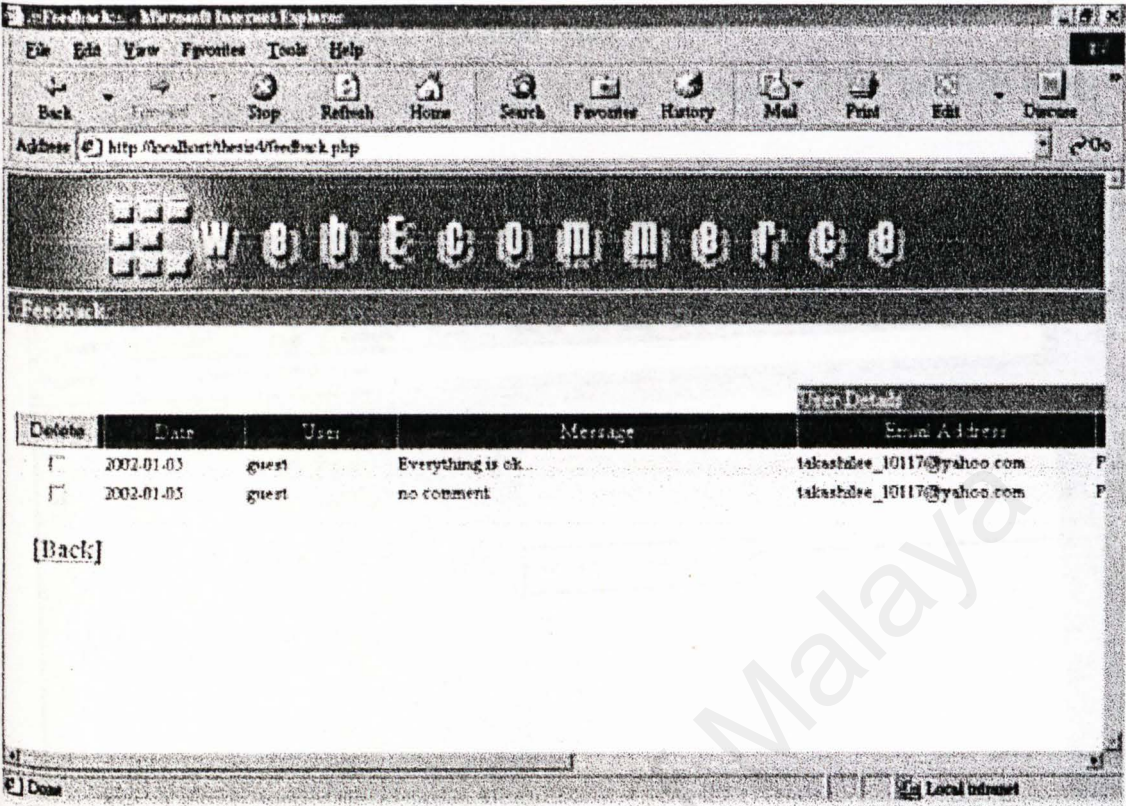 ..::Feedback::.. - Microsoft Internet Explorer
File Edit View Favorites Tools Help
Back Forward Stop Refresh Home Search Favorites History Mail Print Edit Discuss
Address http://localhost/thesis4/feedback.php Go
webEcommerce
Feedback
User Details
Delete Date User Message Email Address
2002-01-03 guest Everything is ok... takashilee_10117@yahoo.com P
2002-01-03 guest no comment takashilee_10117@yahoo.com P
[Back]
Done Local intranet
Malaya